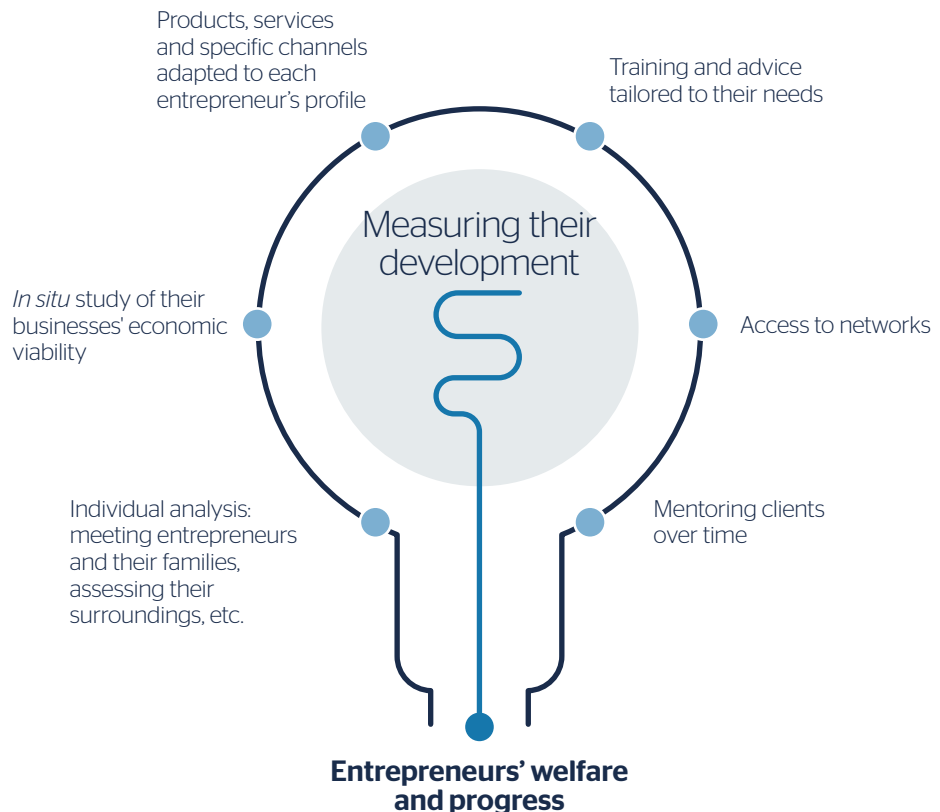 Products, services
and specific channels
adapted to each
entrepreneur’s profile
Training and advice
tailored to their needs
Measuring their
development
In situ study of their
businesses' economic
viability
Access to networks
Individual analysis:
meeting entrepreneurs
and their families,
assessing their
surroundings, etc.
Mentoring clients
over time
Entrepreneurs’ welfare
and progress